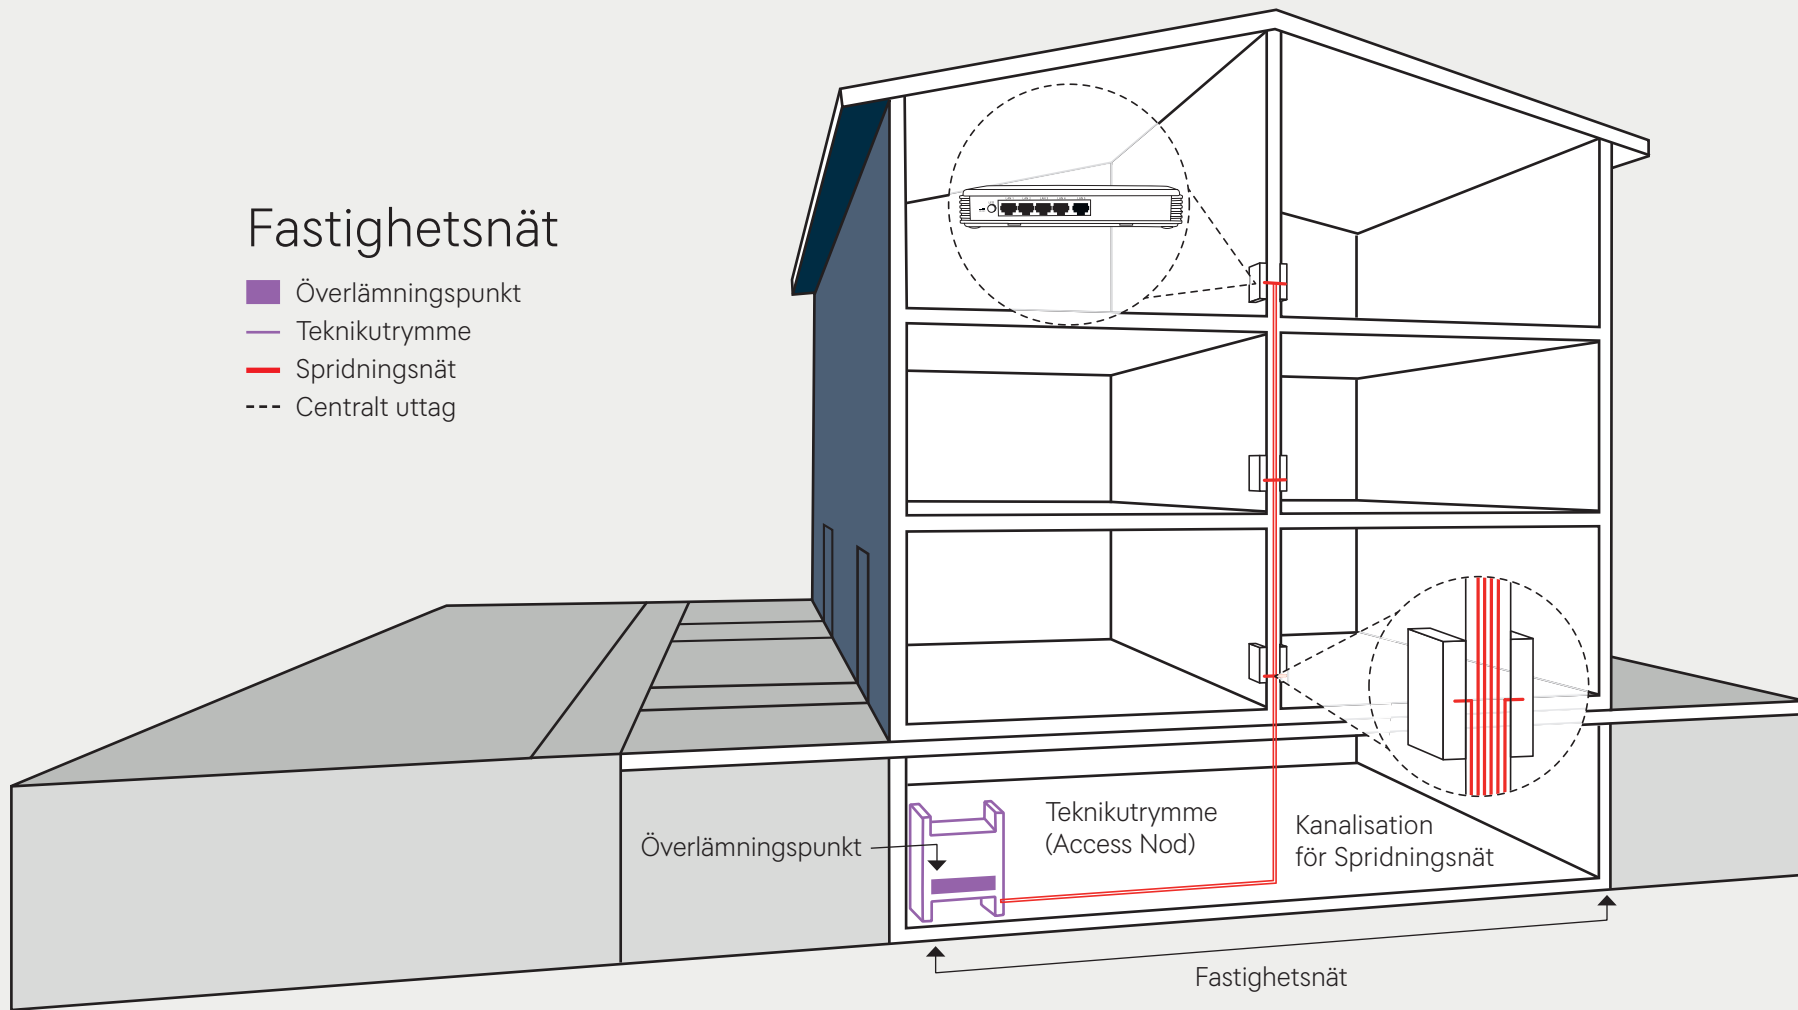 Fastighetsnät
Överlämningspunkt
Teknikutrymme
Spridningsnät
Centralt uttag
Överlämningspunkt
Teknikutrymme
(Access Nod)
Kanalisation
för Spridningsnät
Fastighetsnät